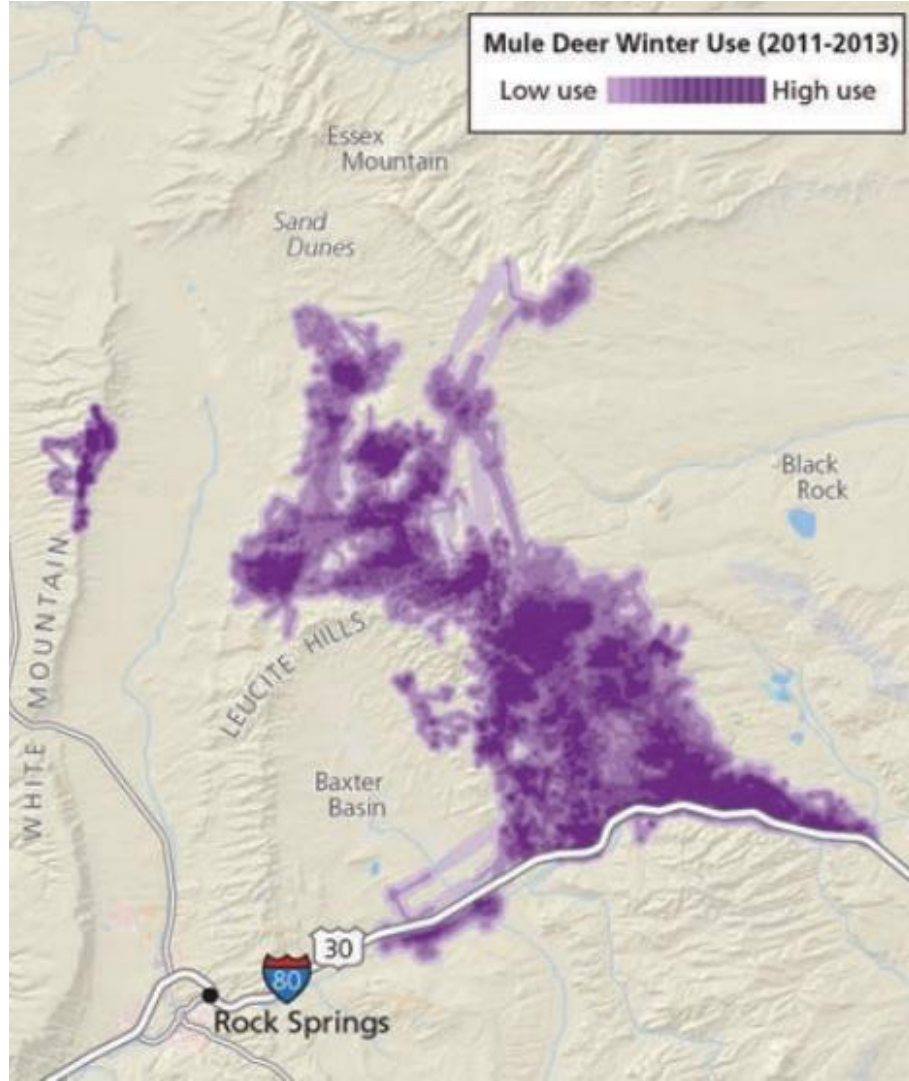 Mule Deer Winter Use (2011-2013)
Low use
High use
Essex
Mountain
Sand
Dunes
Black
Rock
WHITE MOUNTAIN
LEUCITE HILLS
Baxter
Basin
30
80
Rock Springs